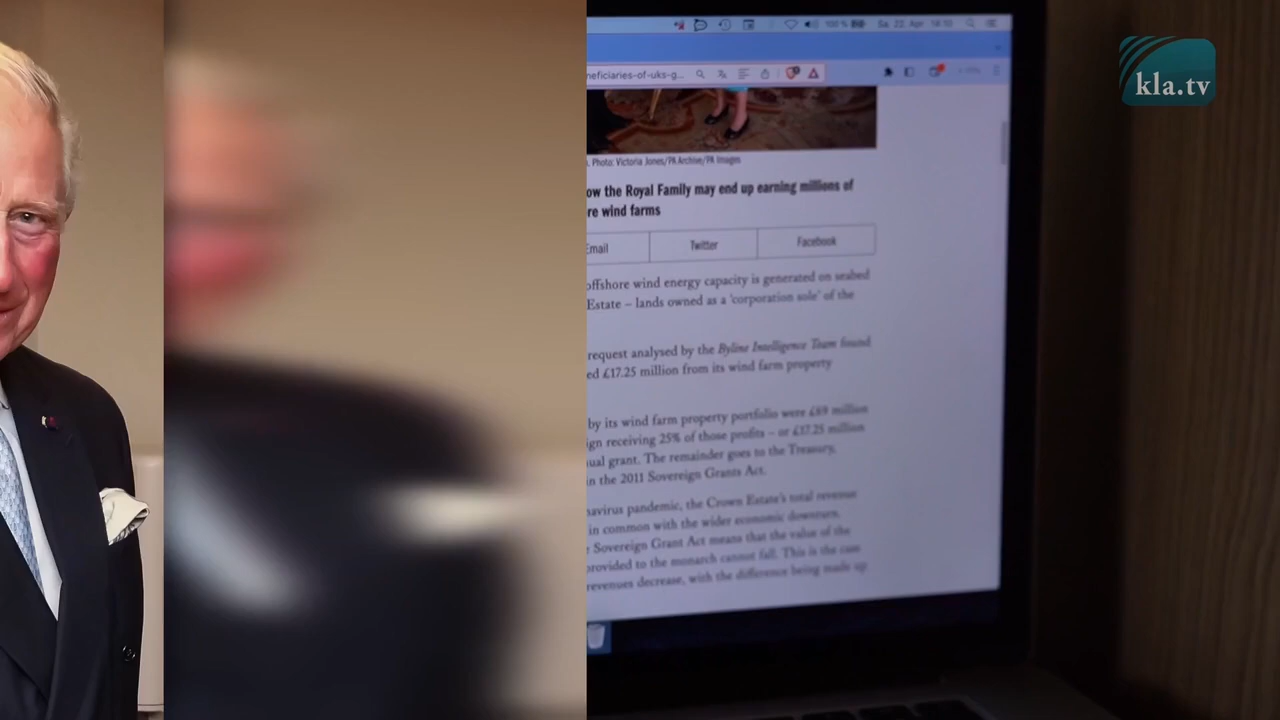 100%
Sa. 22. Apr. 18:10
neficiaries-of-uks-g...
kla.tv
. Photo: Victoria Jones/PA Archive/PA Images
ow the Royal Family may end up earning millions of
re wind farms
Email
Twitter
Facebook
offshore wind energy capacity is generated on seabed
Estate – lands owned as a 'corporation sole' of the
request analysed by the Byline Intelligence Team found
ed £17.25 million from its wind farm property
by its wind farm property portfolio were £69 million
ign receiving 25% of those profits – or £17.25 million
ual grant. The remainder goes to the Treasury,
in the 2011 Sovereign Grants Act.
navirus pandemic, the Crown Estate's total revenue
in common with the wider economic downturn.
Sovereign Grant Act means that the value of the
provided to the monarch cannot fall. This is the case
revenues decrease, with the difference being made up